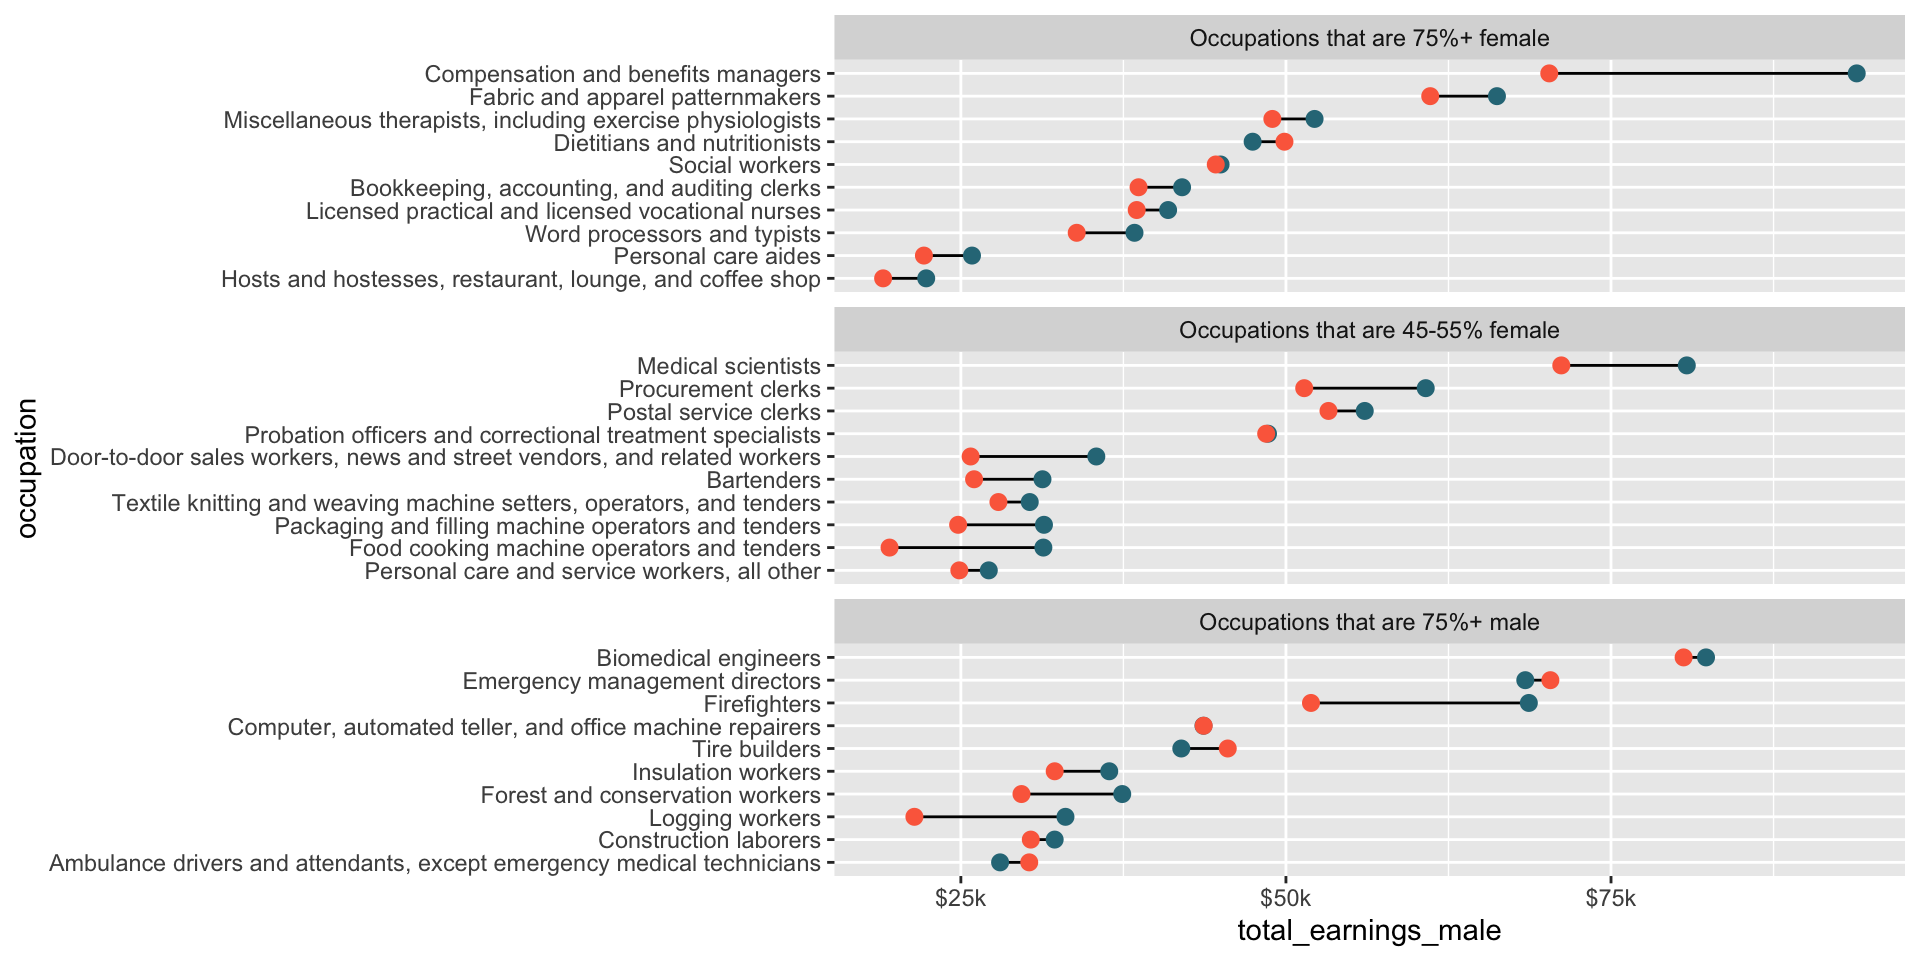 Occupations that are 75%+ female
Compensation and benefits managers
Fabric and apparel patternmakers
Miscellaneous therapists, including exercise physiologists
Dietitians and nutritionists
Social workers
Bookkeeping, accounting, and auditing clerks
Licensed practical and licensed vocational nurses
Word processors and typists
Personal care aides
Hosts and hostesses, restaurant, lounge, and coffee shop
Occupations that are 45-55% female
Medical scientists
Procurement clerks
Postal service clerks
Probation officers and correctional treatment specialists
Door-to-door sales workers, news and street vendors, and related workers
Bartenders
Textile knitting and weaving machine setters, operators, and tenders
Packaging and filling machine operators and tenders
Food cooking machine operators and tenders
Personal care and service workers, all other
occupation
Occupations that are 75%+ male
Biomedical engineers
Emergency management directors
Firefighters
Computer, automated teller, and office machine repairers
Tire builders
Insulation workers
Forest and conservation workers
Logging workers
Construction laborers
Ambulance drivers and attendants, except emergency medical technicians
$25k $50k $75k
total_earnings_male